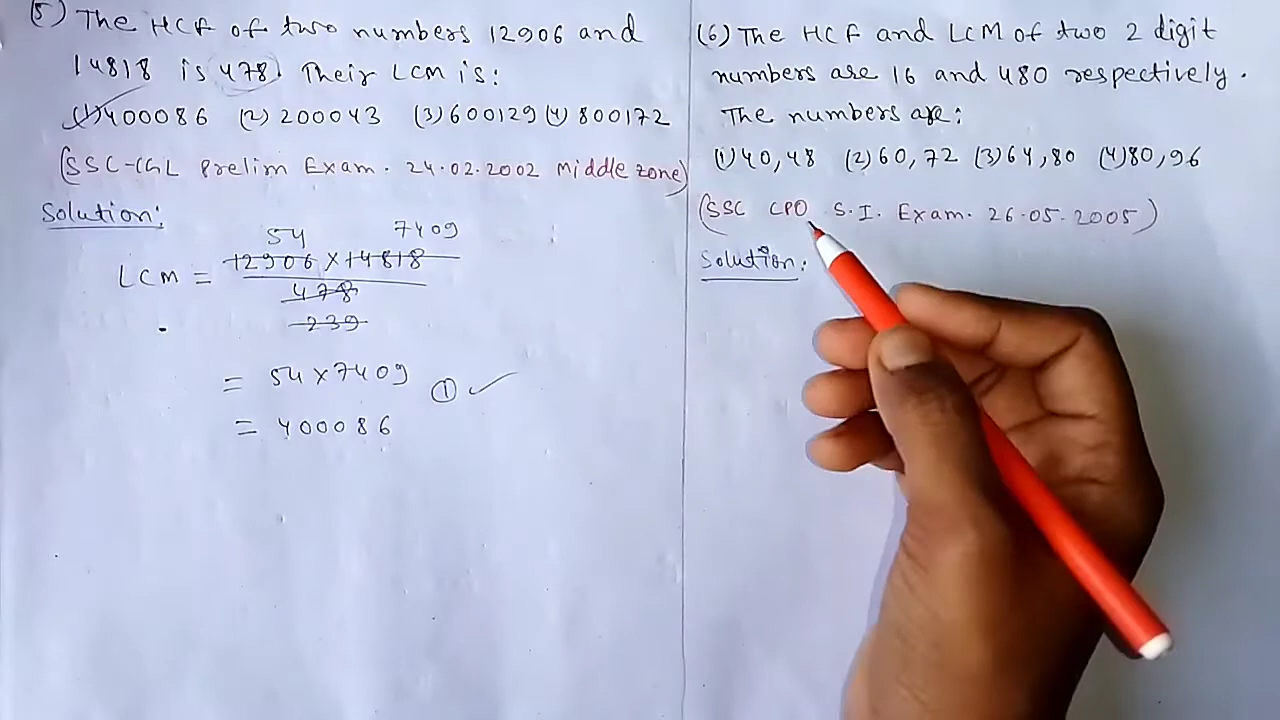 5) The HCF of two numbers 12906 and
14818 is 478. Their LCM is:
(1) 400086 (2) 200043 (3) 600129 (4) 800172
(SSC-CGL Prelim Exam. 24.02.2002 Middle zone)
Solution:
54 7409
LCM = 12906 × 14818
478
239
= 54 × 7409 ① ✓
= 400086
(6) The HCF and LCM of two 2 digit
numbers are 16 and 480 respectively.
The numbers are:
(1) 40, 48 (2) 60, 72 (3) 64, 80 (4) 80, 96
(SSC CPO S.I. Exam. 26.05.2005)
Solution: